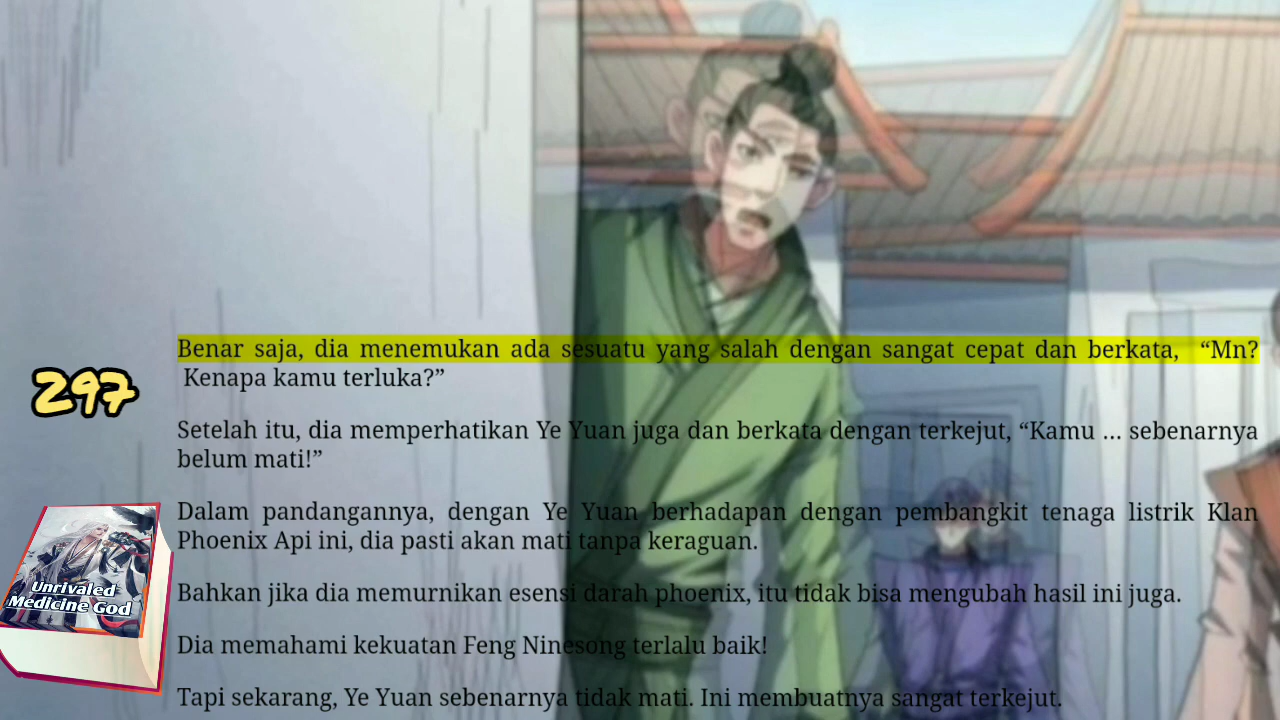 Benar saja, dia menemukan ada sesuatu yang salah dengan sangat cepat dan berkata, “Mn?
Kenapa kamu terluka?”
297
Setelah itu, dia memperhatikan Ye Yuan juga dan berkata dengan terkejut, “Kamu ... sebenarnya
belum mati!”
Dalam pandangannya, dengan Ye Yuan berhadapan dengan pembangkit tenaga listrik Klan
Phoenix Api ini, dia pasti akan mati tanpa keraguan.
Unrivaled
Medicine God
Bahkan jika dia memurnikan esensi darah phoenix, itu tidak bisa mengubah hasil ini juga.
Dia memahami kekuatan Feng Ninesong terlalu baik!
Tapi sekarang, Ye Yuan sebenarnya tidak mati. Ini membuatnya sangat terkejut.